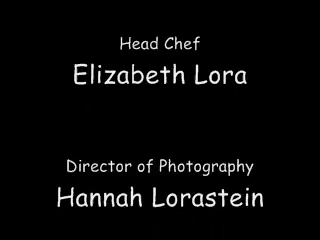 Head Chef
Elizabeth Lora
Director of Photography
Hannah Lorastein